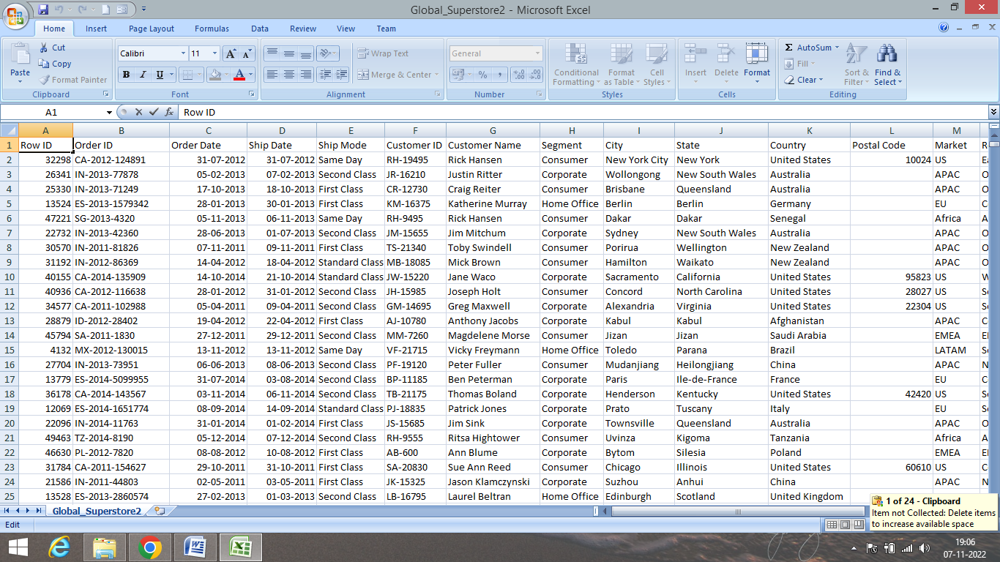 Global_Superstore2 - Microsoft Excel
Home Insert Page Layout Formulas Data Review View Team
Paste Cut Copy Format Painter Clipboard
Calibri 11 A A B I U A Font
Wrap Text Merge & Center Alignment
General % , Number
Conditional Formatting Format as Table Cell Styles Styles
Insert Delete Format Cells
Σ AutoSum Fill Clear Sort & Filter Find & Select Editing
A1 fx Row ID
A B C D E F G H I J K L M
1 Row ID Order ID Order Date Ship Date Ship Mode Customer ID Customer Name Segment City State Country Postal Code Market R
2 32298 CA-2012-124891 31-07-2012 31-07-2012 Same Day RH-19495 Rick Hansen Consumer New York City New York United States 10024 US
3 26341 IN-2013-77878 05-02-2013 07-02-2013 Second Class JR-16210 Justin Ritter Corporate Wollongong New South Wales Australia APAC O
4 25330 IN-2013-71249 17-10-2013 18-10-2013 First Class CR-12730 Craig Reiter Consumer Brisbane Queensland Australia APAC O
5 13524 ES-2013-1579342 28-01-2013 30-01-2013 First Class KM-16375 Katherine Murray Home Office Berlin Berlin Germany EU C
6 47221 SG-2013-4320 05-11-2013 06-11-2013 Same Day RH-9495 Rick Hansen Consumer Dakar Dakar Senegal Africa A
7 22732 IN-2013-42360 28-06-2013 01-07-2013 Second Class JM-15655 Jim Mitchum Corporate Sydney New South Wales Australia APAC O
8 30570 IN-2011-81826 07-11-2011 09-11-2011 First Class TS-21340 Toby Swindell Consumer Porirua Wellington New Zealand APAC O
9 31192 IN-2012-86369 14-04-2012 18-04-2012 Standard Class MB-18085 Mick Brown Consumer Hamilton Waikato New Zealand APAC O
10 40155 CA-2014-135909 14-10-2014 21-10-2014 Standard Class JW-15220 Jane Waco Corporate Sacramento California United States 95823 US W
11 40936 CA-2012-116638 28-01-2012 31-01-2012 Second Class JH-15985 Joseph Holt Consumer Concord North Carolina United States 28027 US
12 34577 CA-2011-102988 05-04-2011 09-04-2011 Second Class GM-14695 Greg Maxwell Corporate Alexandria Virginia United States 22304 US
13 28879 ID-2012-28402 19-04-2012 22-04-2012 First Class AJ-10780 Anthony Jacobs Corporate Kabul Kabul Afghanistan APAC C
14 45794 SA-2011-1830 27-12-2011 29-12-2011 Second Class MM-7260 Magdelene Morse Consumer Jizan Jizan Saudi Arabia EMEA
15 4132 MX-2012-130015 13-11-2012 13-11-2012 Same Day VF-21715 Vicky Freymann Home Office Toledo Parana Brazil LATAM
16 27704 IN-2013-73951 06-06-2013 08-06-2013 Second Class PF-19120 Peter Fuller Consumer Mudanjiang Heilongjiang China APAC N
17 13779 ES-2014-5099955 31-07-2014 03-08-2014 Second Class BP-11185 Ben Peterman Corporate Paris Ile-de-France France EU C
18 36178 CA-2014-143567 03-11-2014 06-11-2014 Second Class TB-21175 Thomas Boland Corporate Henderson Kentucky United States 42420 US
19 12069 ES-2014-1651774 08-09-2014 14-09-2014 Standard Class PJ-18835 Patrick Jones Corporate Prato Tuscany Italy EU
20 22096 IN-2014-11763 31-01-2014 01-02-2014 First Class JS-15685 Jim Sink Corporate Townsville Queensland Australia APAC O
21 49463 TZ-2014-8190 05-12-2014 07-12-2014 Second Class RH-9555 Ritsa Hightower Consumer Uvinza Kigoma Tanzania Africa A
22 46630 PL-2012-7820 08-08-2012 10-08-2012 First Class AB-600 Ann Blume Corporate Bytom Silesia Poland EMEA
23 31784 CA-2011-154627 29-10-2011 31-10-2011 First Class SA-20830 Sue Ann Reed Consumer Chicago Illinois United States 60610 US C
24 21586 IN-2011-44803 02-05-2011 03-05-2011 First Class JK-15325 Jason Klamczynski Corporate Suzhou Anhui China APAC N
25 13528 ES-2013-2860574 27-02-2013 01-03-2013 Second Class LB-16795 Laurel Beltran Home Office Edinburgh Scotland United Kingdom
Global_Superstore2
1 of 24 - Clipboard
Item not Collected: Delete items
to increase available space
Edit
19:06
07-11-2022